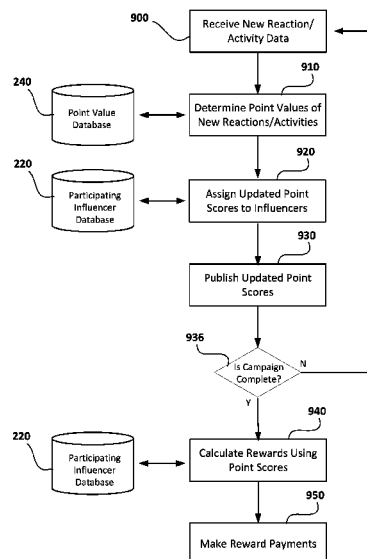 900
Receive New Reaction/
Activity Data
240
Point Value
Database
910
Determine Point Values of
New Reactions/Activities
220
Participating
Influencer
Database
920
Assign Updated Point
Scores to Influencers
930
Publish Updated Point
Scores
936
Is Campaign
Complete?
N
Y
220
Participating
Influencer
Database
940
Calculate Rewards Using
Point Scores
950
Make Reward Payments